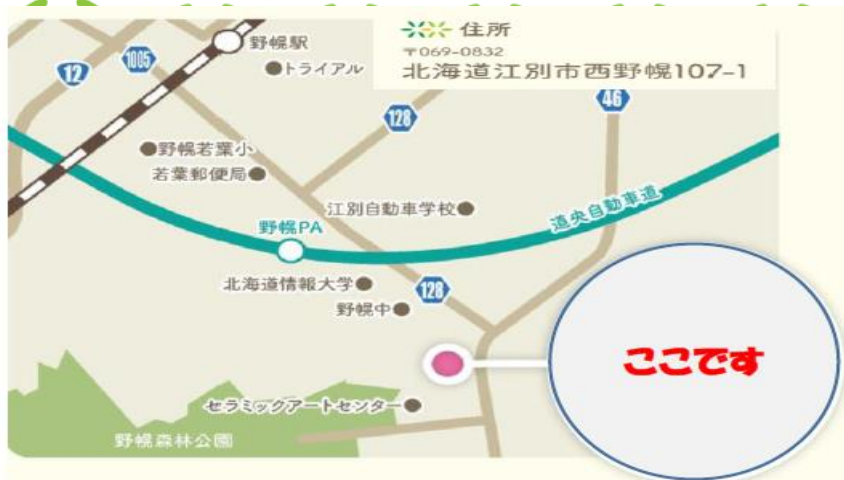 住所
〒069-0832
北海道江別市西野幌107-1
野幌駅
トライアル
12
1005
128
46
野幌若葉小
若葉郵便局
江別自動車学校
道央自動車道
野幌PA
北海道情報大学
128
野幌中
ここです
セラミックアートセンター
野幌森林公園